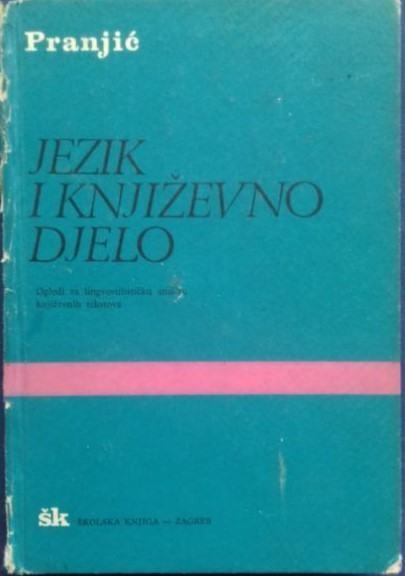 Pranjić
JEZIK
I KNJIŽEVNO
DJELO
Ogledi za lingvostilističku analizu
književnih tekstova
šk ŠKOLSKA KNJIGA — ZAGREB